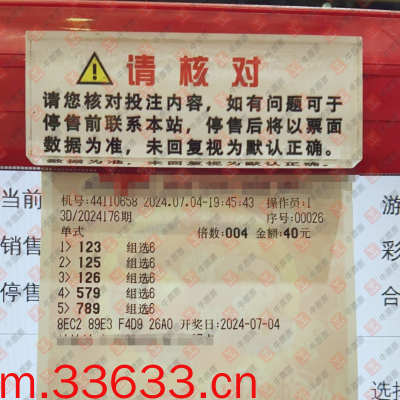 请核对
请您核对投注内容，如有问题可于
停售前联系本站，停售后将以票面
数据为准，未回复视为默认正确。
当前
游
机号:44110658 2024.07.04-19:45:43 操作员:1
3D/2024176期 序号:00026
单式 倍数:004 金额:40元
销售
彩
1> 123 组选6
2> 125 组选6
停售
合
3> 126 组选6
4> 579 组选6
5> 789 组选6
8EC2 89E3 F4D9 26A0 开奖日:2024-07-04
m.33633.cn
选择